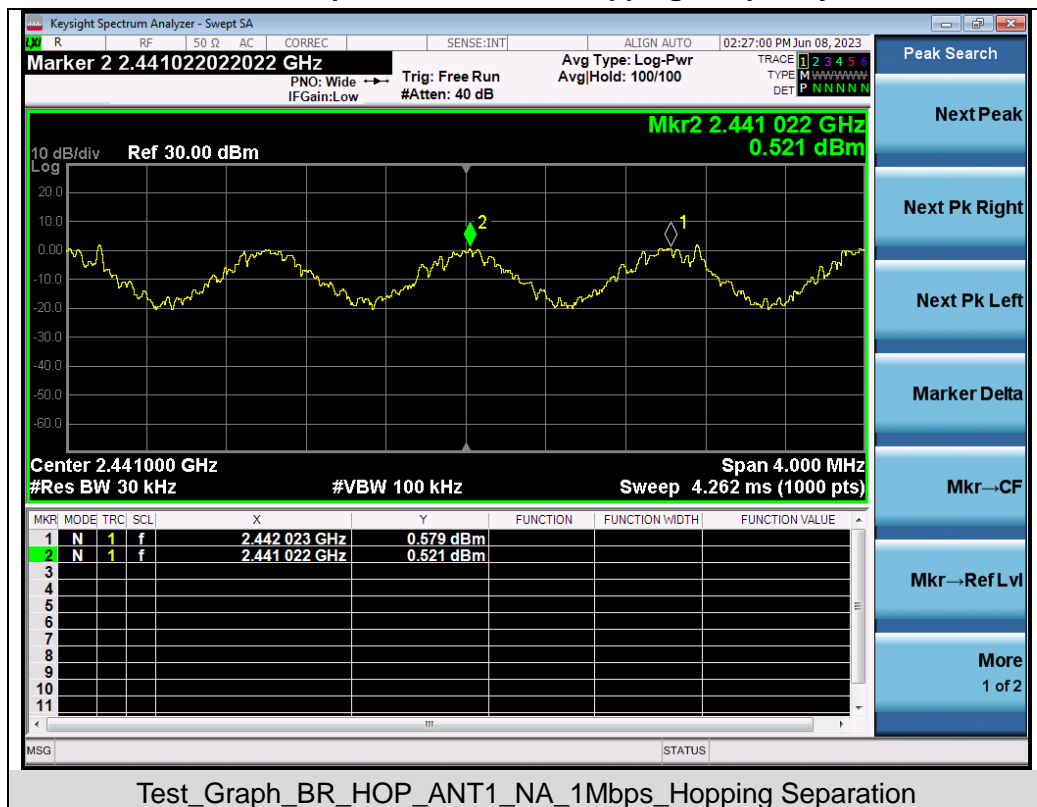 Keysight Spectrum Analyzer - Swept SA
LXI R RF 50 Ω AC CORREC SENSE:INT ALIGN AUTO 02:27:00 PM Jun 08, 2023
Marker 2 2.441022022022 GHz
PNO: Wide
IFGain:Low
Trig: Free Run
#Atten: 40 dB
Avg Type: Log-Pwr
Avg|Hold: 100/100
TRACE 1 2 3 4 5 6
TYPE M WWWWW
DET P N N N N N
Peak Search
Next Peak
Next Pk Right
Next Pk Left
Marker Delta
Mkr→CF
Mkr→Ref Lvl
More
1 of 2
Mkr2 2.441 022 GHz
0.521 dBm
10 dB/div Ref 30.00 dBm
Log
20.0
10.0
0.00
-10.0
-20.0
-30.0
-40.0
-50.0
-60.0
2
1
Center 2.441000 GHz Span 4.000 MHz
#Res BW 30 kHz #VBW 100 kHz Sweep 4.262 ms (1000 pts)
MKR MODE TRC SCL X Y FUNCTION FUNCTION WIDTH FUNCTION VALUE
1 N 1 f 2.442 023 GHz 0.579 dBm
2 N 1 f 2.441 022 GHz 0.521 dBm
3
4
5
6
7
8
9
10
11
MSG STATUS
Test_Graph_BR_HOP_ANT1_NA_1Mbps_Hopping Separation